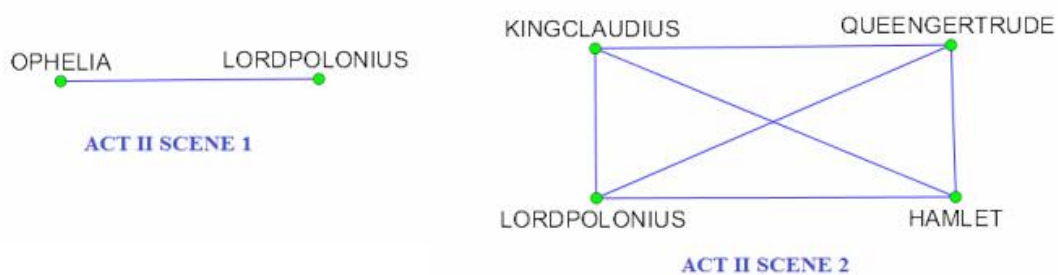 OPHELIA
LORDPOLONIUS
ACT II SCENE 1
KINGCLAUDIUS
QUEENGERTRUDE
LORDPOLONIUS
HAMLET
ACT II SCENE 2